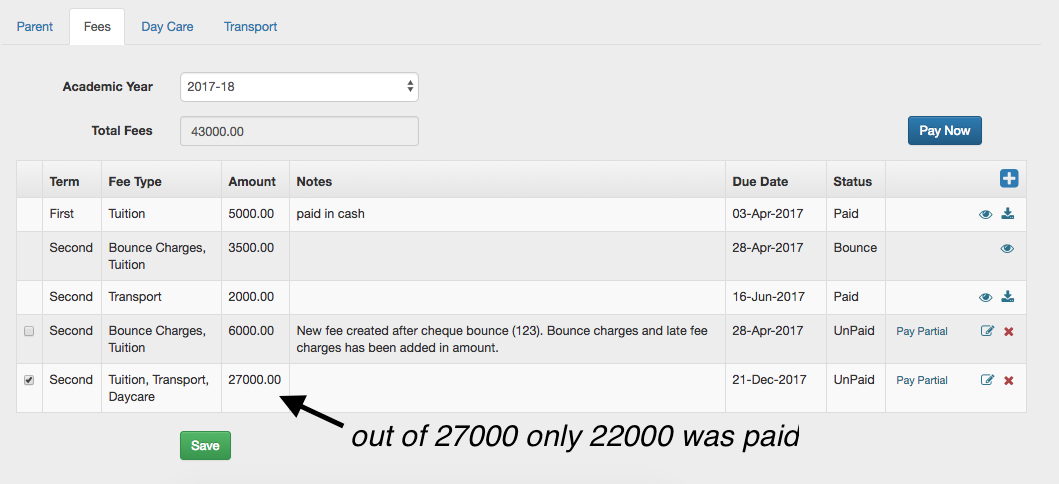 Parent Fees Day Care Transport
Academic Year 2017-18
Total Fees 43000.00 Pay Now
Term Fee Type Amount Notes Due Date Status
First Tuition 5000.00 paid in cash 03-Apr-2017 Paid
Second Bounce Charges, 3500.00 28-Apr-2017 Bounce
Tuition
Second Transport 2000.00 16-Jun-2017 Paid
Second Bounce Charges, 6000.00 New fee created after cheque bounce (123). Bounce charges and late fee 28-Apr-2017 UnPaid Pay Partial
Tuition charges has been added in amount.
Second Tuition, Transport, 27000.00 21-Dec-2017 UnPaid Pay Partial
Daycare
out of 27000 only 22000 was paid
Save